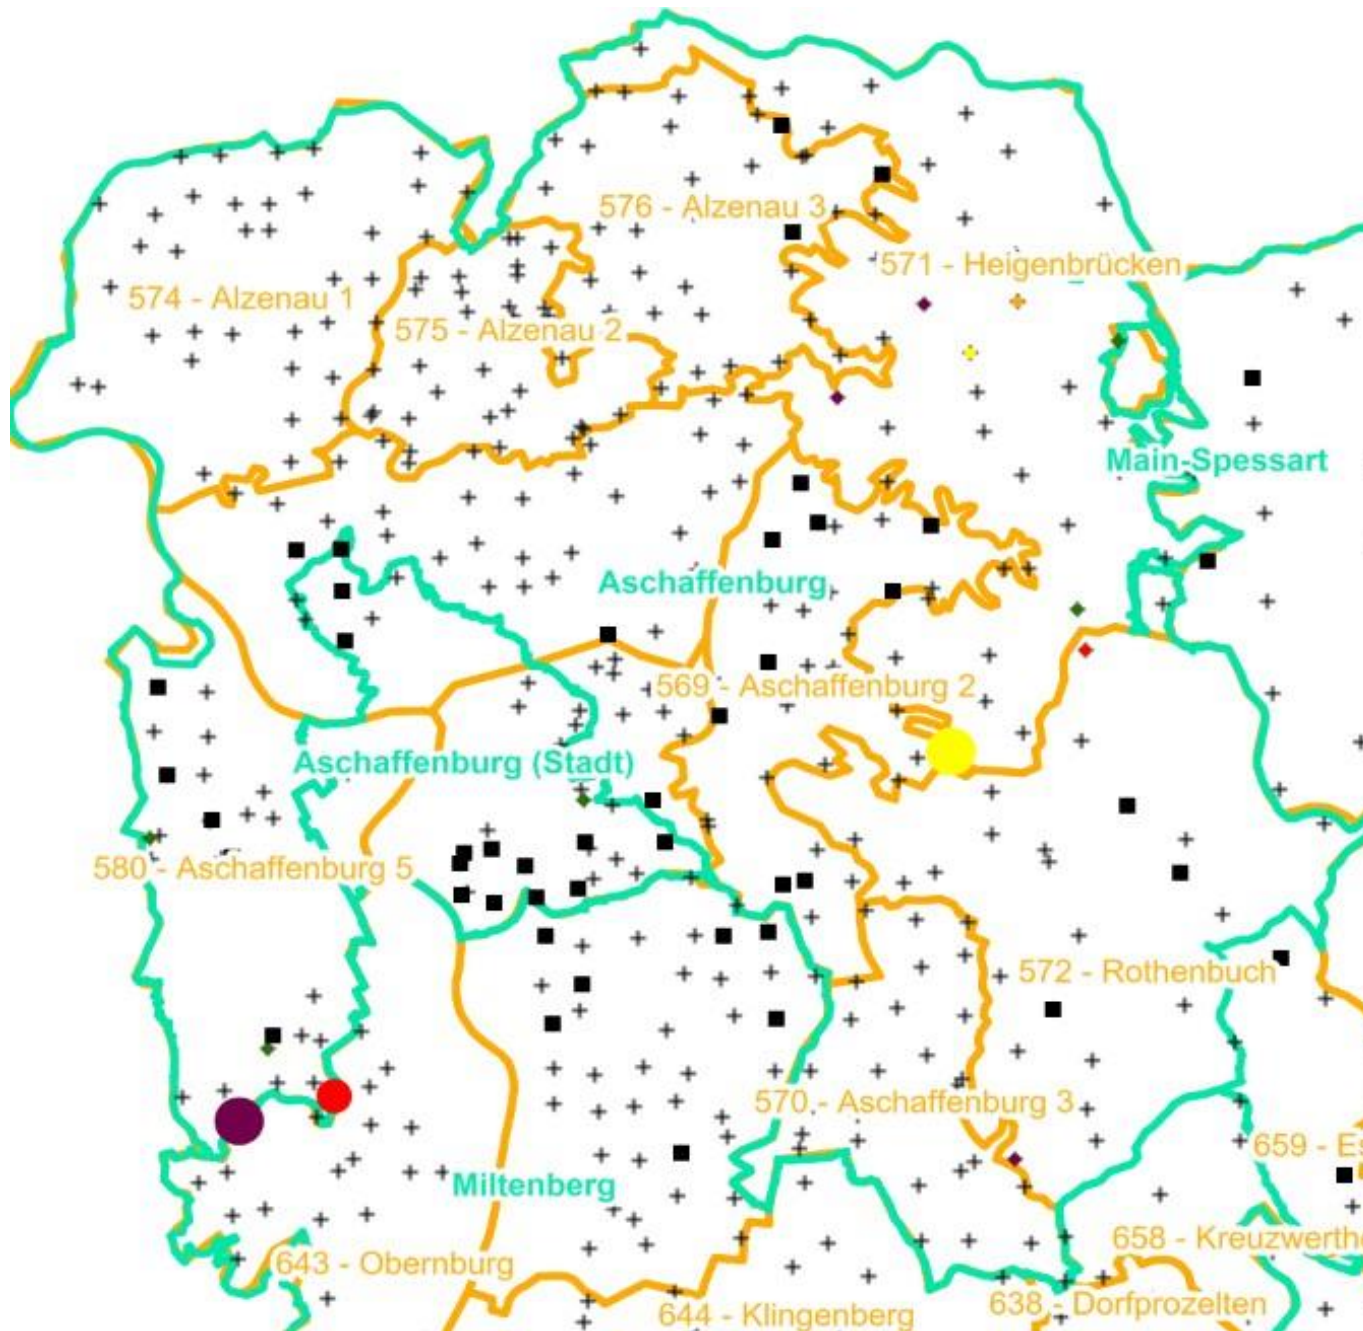 576 - Alzenau 3
571 - Heigenbrücken
574 - Alzenau 1
575 - Alzenau 2
Main-Spessart
Aschaffenburg
569 - Aschaffenburg 2
Aschaffenburg (Stadt)
580 - Aschaffenburg 5
572 - Rothenbuch
570 - Aschaffenburg 3
659 - Es
Miltenberg
658 - Kreuzwerthe
643 - Obernburg
638 - Dorfprozelten
644 - Klingenberg